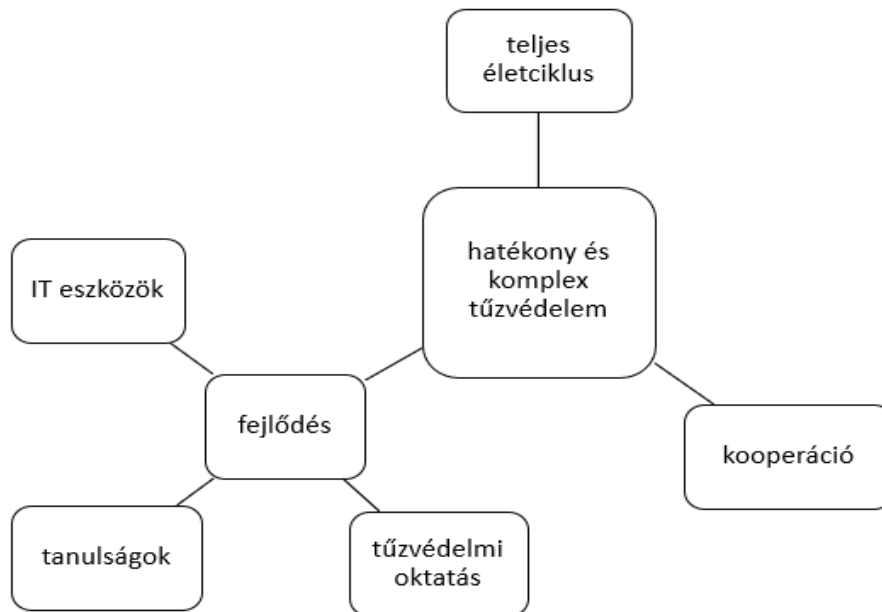 teljes
életciklus
hatékony és
komplex
tűzvédelem
IT eszközök
fejlődés
kooperáció
tanulságok
tűzvédelmi
oktatás